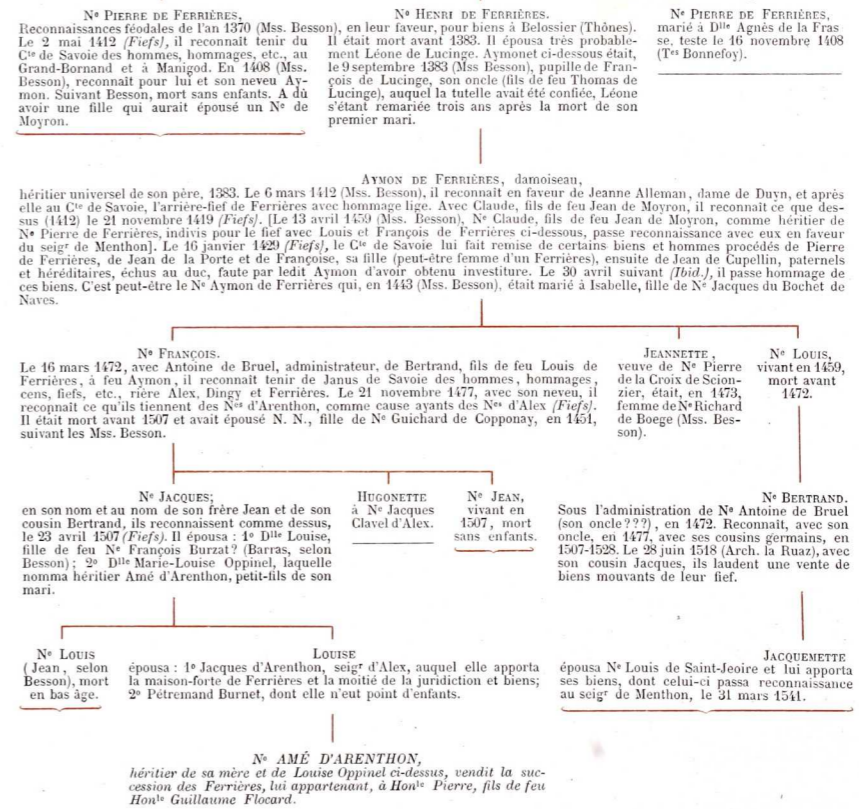 Nᵉ PIERRE DE FERRIÈRES,
Reconnaissances féodales de l'an 1370 (Mss. Besson),
Le 2 mai 1412 (Fiefs), il reconnaît tenir du
Cᵗᵉ de Savoie des hommes, hommages, etc., au
Grand-Bornand et à Manigod. En 1408 (Mss.
Besson), reconnaît pour lui et son neveu Ay-
mon. Suivant Besson, mort sans enfants. A dû
avoir une fille qui aurait épousé un Nᵉ de
Moyron.
Nᵉ HENRI DE FERRIÈRES.
en leur faveur, pour biens à Belossier (Thônes).
Il était mort avant 1383. Il épousa très probable-
ment Léone de Lucinge. Aymonet ci-dessous était,
le 9 septembre 1383 (Mss Besson), pupille de Fran-
çois de Lucinge, son oncle (fils de feu Thomas de
Lucinge), auquel la tutelle avait été confiée, Léone
s'étant remariée trois ans après la mort de son
premier mari.
Nᵉ PIERRE DE FERRIÈRES,
marié à Dˡˡᵉ Agnès de la Fras
se, teste le 16 novembre 1408
(Tᵉˢ Bonnefoy).
AYMON DE FERRIÈRES, damoiseau,
héritier universel de son père, 1383. Le 6 mars 1412 (Mss. Besson), il reconnaît en faveur de Jeanne Alleman, dame de Duyn, et après
elle au Cᵗᵉ de Savoie, l'arrière-fief de Ferrières avec hommage lige. Avec Claude, fils de feu Jean de Moyron, il reconnaît ce que des-
sus (1412) le 21 novembre 1419 (Fiefs). [Le 13 avril 1459 (Mss. Besson), Nᵉ Claude, fils de feu Jean de Moyron, comme héritier de
Nᵉ Pierre de Ferrières, indivis pour le fief avec Louis et François de Ferrières ci-dessous, passe reconnaissance avec eux en faveur
du seigʳ de Menthon]. Le 16 janvier 1429 (Fiefs), le Cᵗᵉ de Savoie lui fait remise de certains biens et hommes procédés de Pierre
de Ferrières, de Jean de la Porte et de Françoise, sa fille (peut-être femme d'un Ferrières), ensuite de Jean de Cupellin, paternels
et héréditaires, échus au duc, faute par ledit Aymon d'avoir obtenu investiture. Le 30 avril suivant (Ibid.), il passe hommage de
ces biens. C'est peut-être le Nᵉ Aymon de Ferrières qui, en 1443 (Mss. Besson), était marié à Isabelle, fille de Nᵉ Jacques du Bochet de
Naves.
Nᵉ FRANÇOIS.
Le 16 mars 1472, avec Antoine de Bruel, administrateur, de Bertrand, fils de feu Louis de
Ferrières, à feu Aymon, il reconnaît tenir de Janus de Savoie des hommes, hommages,
cens, fiefs, etc., rière Alex, Dingy et Ferrières. Le 21 novembre 1477, avec son neveu, il
reconnaît ce qu'ils tiennent des Nᵉˢ d'Arenthon, comme cause ayants des Nᵉˢ d'Alex (Fiefs).
Il était mort avant 1507 et avait épousé N. N., fille de Nᵉ Guichard de Copponay, en 1451,
suivant les Mss. Besson.
JEANNETTE,
veuve de Nᵉ Pierre
de la Croix de Scion-
zier, était, en 1473,
femme de Nᵉ Richard
de Boege (Mss. Bes-
son).
Nᵉ LOUIS,
vivant en 1459,
mort avant
1472.
Nᵉ JACQUES;
en son nom et au nom de son frère Jean et de son
cousin Bertrand, ils reconnaissent comme dessus,
le 23 avril 1507 (Fiefs). Il épousa : 1º Dˡˡᵉ Louise,
fille de feu Nᵉ François Burzat? (Barras, selon
Besson); 2º Dˡˡᵉ Marie-Louise Oppinel, laquelle
nomma héritier Amé d'Arenthon, petit-fils de son
mari.
HUGONETTE
à Nᵉ Jacques
Clavel d'Alex.
Nᵉ JEAN,
vivant en
1507, mort
sans enfants.
Nᵉ BERTRAND.
Sous l'administration de Nᵉ Antoine de Bruel
(son oncle???), en 1472. Reconnaît, avec son
oncle, en 1477, avec ses cousins germains, en
1507-1528. Le 28 juin 1518 (Arch. la Ruaz), avec
son cousin Jacques, ils laudent une vente de
biens mouvants de leur fief.
Nᵉ LOUIS
(Jean, selon
Besson), mort
en bas âge.
LOUISE
épousa : 1º Jacques d'Arenthon, seigʳ d'Alex, auquel elle apporta
la maison-forte de Ferrières et la moitié de la juridiction et biens;
2º Pétremand Burnet, dont elle n'eut point d'enfants.
JACQUEMETTE
épousa Nᵉ Louis de Saint-Jeoire et lui apporta
ses biens, dont celui-ci passa reconnaissance
au seigʳ de Menthon, le 31 mars 1541.
Nᵉ AMÉ D'ARENTHON,
héritier de sa mère et de Louise Oppinel ci-dessus, vendit la suc-
cession des Ferrières, lui appartenant, à Honˡᵉ Pierre, fils de feu
Honˡᵉ Guillaume Flocard.